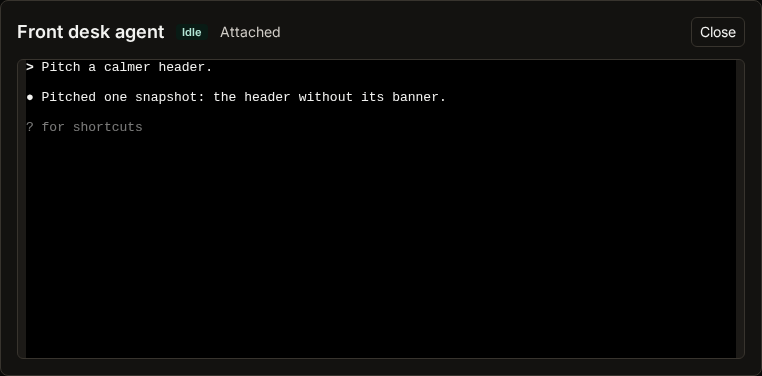 Front desk agent Idle Attached Close
> Pitch a calmer header.
● Pitched one snapshot: the header without its banner.
? for shortcuts